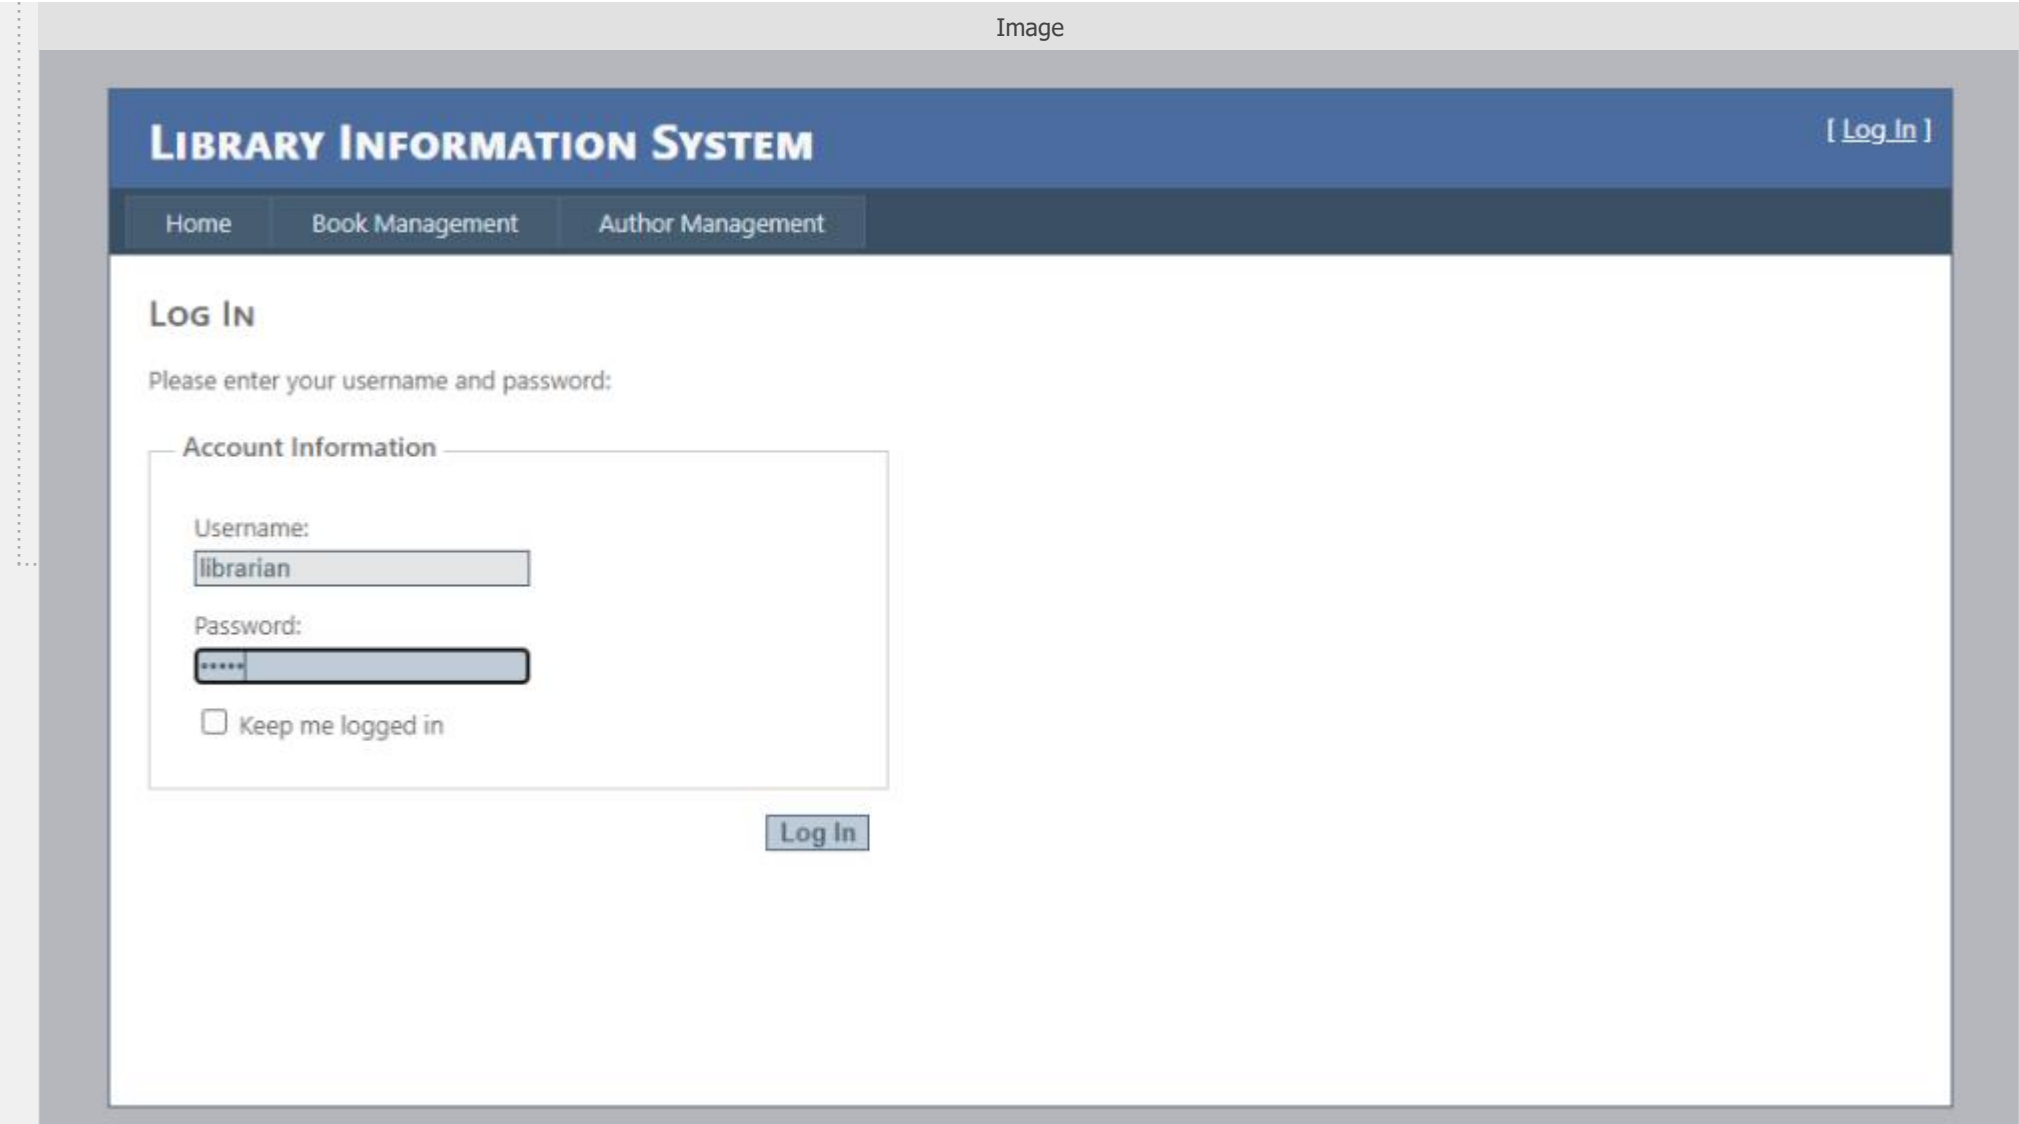 Image
LIBRARY INFORMATION SYSTEM
[ Log In ]
Home Book Management Author Management
LOG IN
Please enter your username and password:
Account Information
Username:
librarian
Password:
•••••
Keep me logged in
Log In